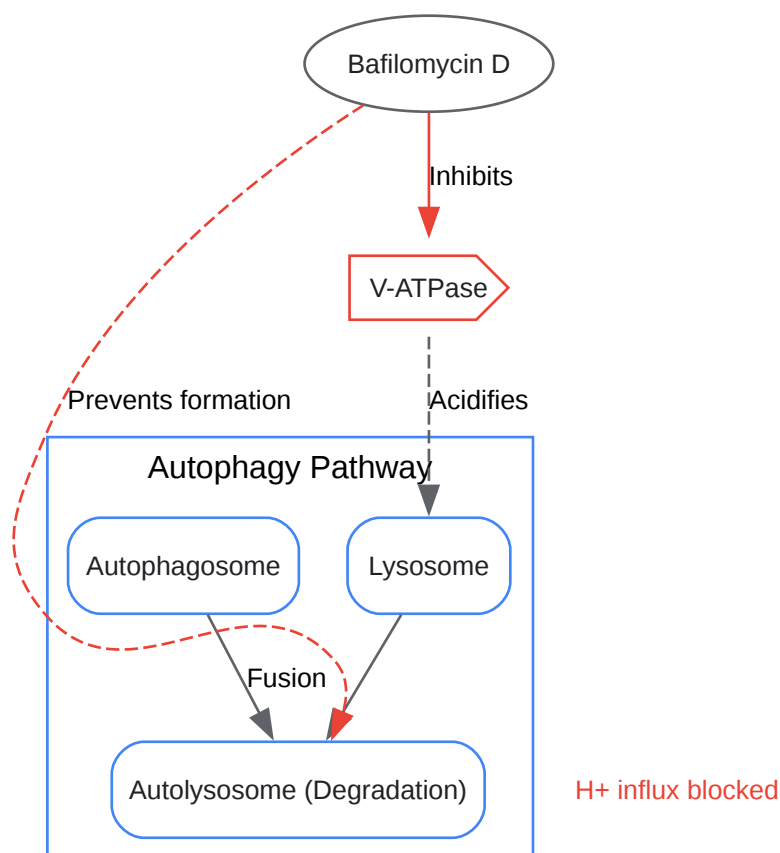 Bafilomycin D
Inhibits
V-ATPase
Prevents formation
Acidifies
Autophagy Pathway
Autophagosome
Lysosome
Fusion
Autolysosome (Degradation)
H+ influx blocked